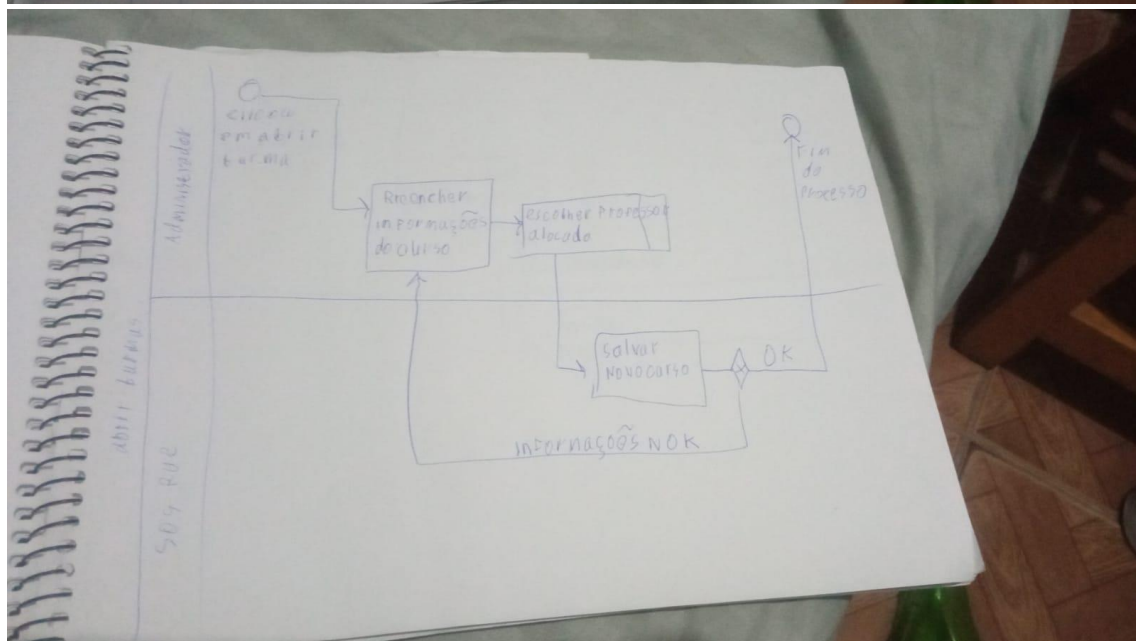 abrir turmas
Administrador
em abrir
turma
Preencher
informações
do curso
escolher Professor
alocado
Fim
do
Processo
Salvar
Novo curso
OK
informações NOK